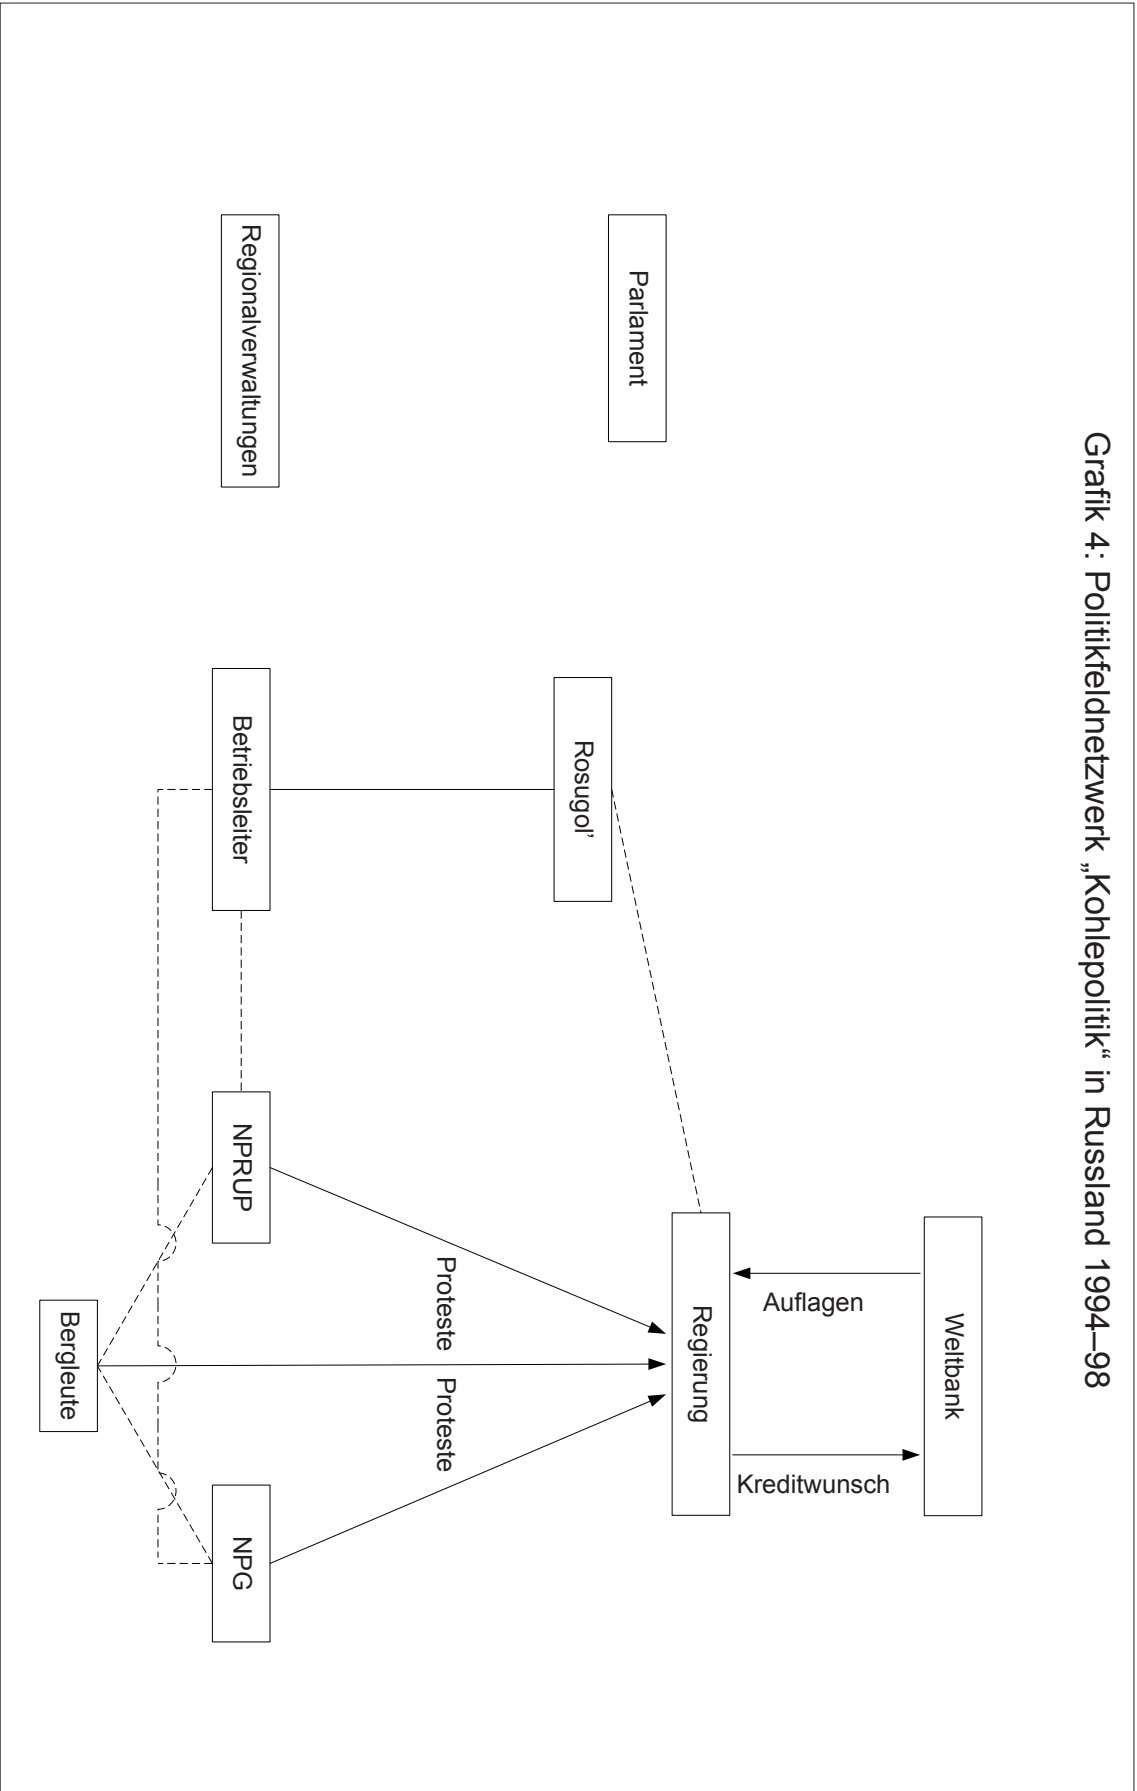 Grafik 4: Politikfeldnetzwerk „Kohlepolitik“ in Russland 1994–98
Weltbank
Auflagen
Kreditwunsch
Parlament
Rosugol’
Regierung
Proteste
Proteste
Regionalverwaltungen
Betriebsleiter
NPRUP
NPG
Bergleute